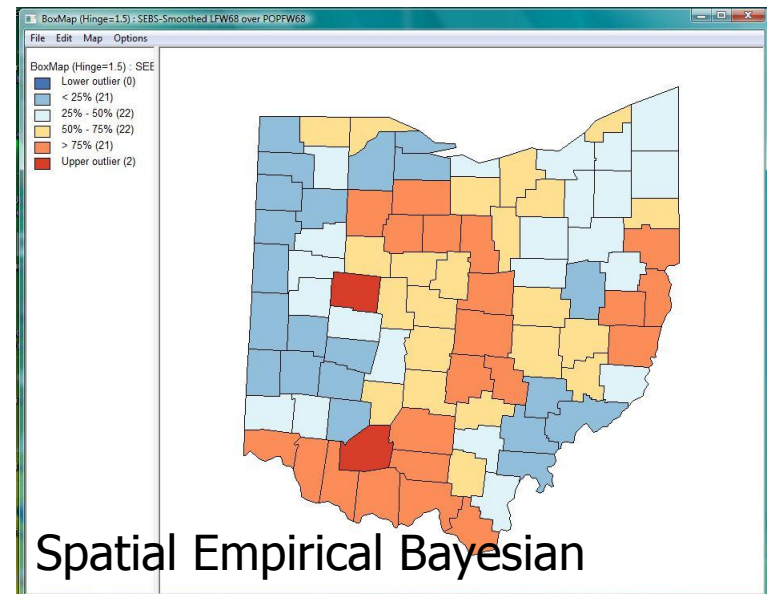 BoxMap (Hinge=1.5) : SEBS-Smoothed LFW68 over POPFW68
File Edit Map Options
BoxMap (Hinge=1.5) : SEE
Lower outlier (0)
< 25% (21)
25% - 50% (22)
50% - 75% (22)
> 75% (21)
Upper outlier (2)
Spatial Empirical Bayesian